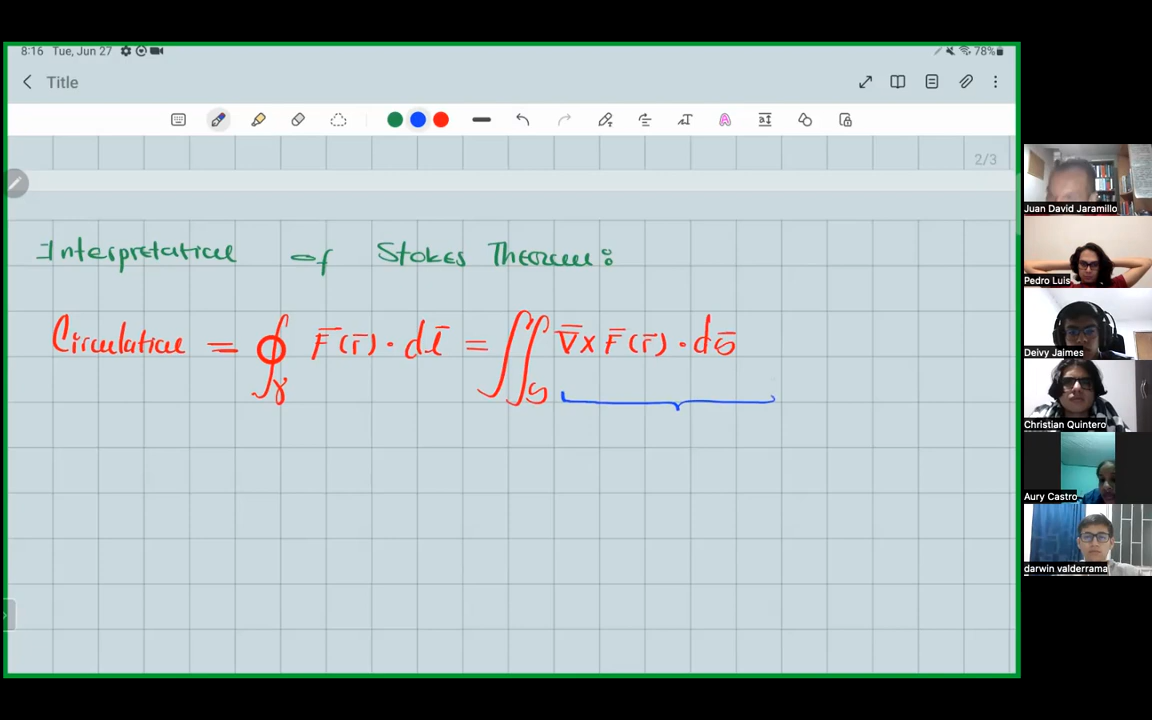 8:16 Tue, Jun 27 78%
Title
2/3
Interpretation of Stokes Theorem:
Circulation = ∮γ F̅(r̅) · dl̅ = ∬S ∇̅ x F̅(r̅) · dσ̅
Juan David Jaramillo
Pedro Luis
Deivy Jaimes
Christian Quintero
Aury Castro
darwin valderrama